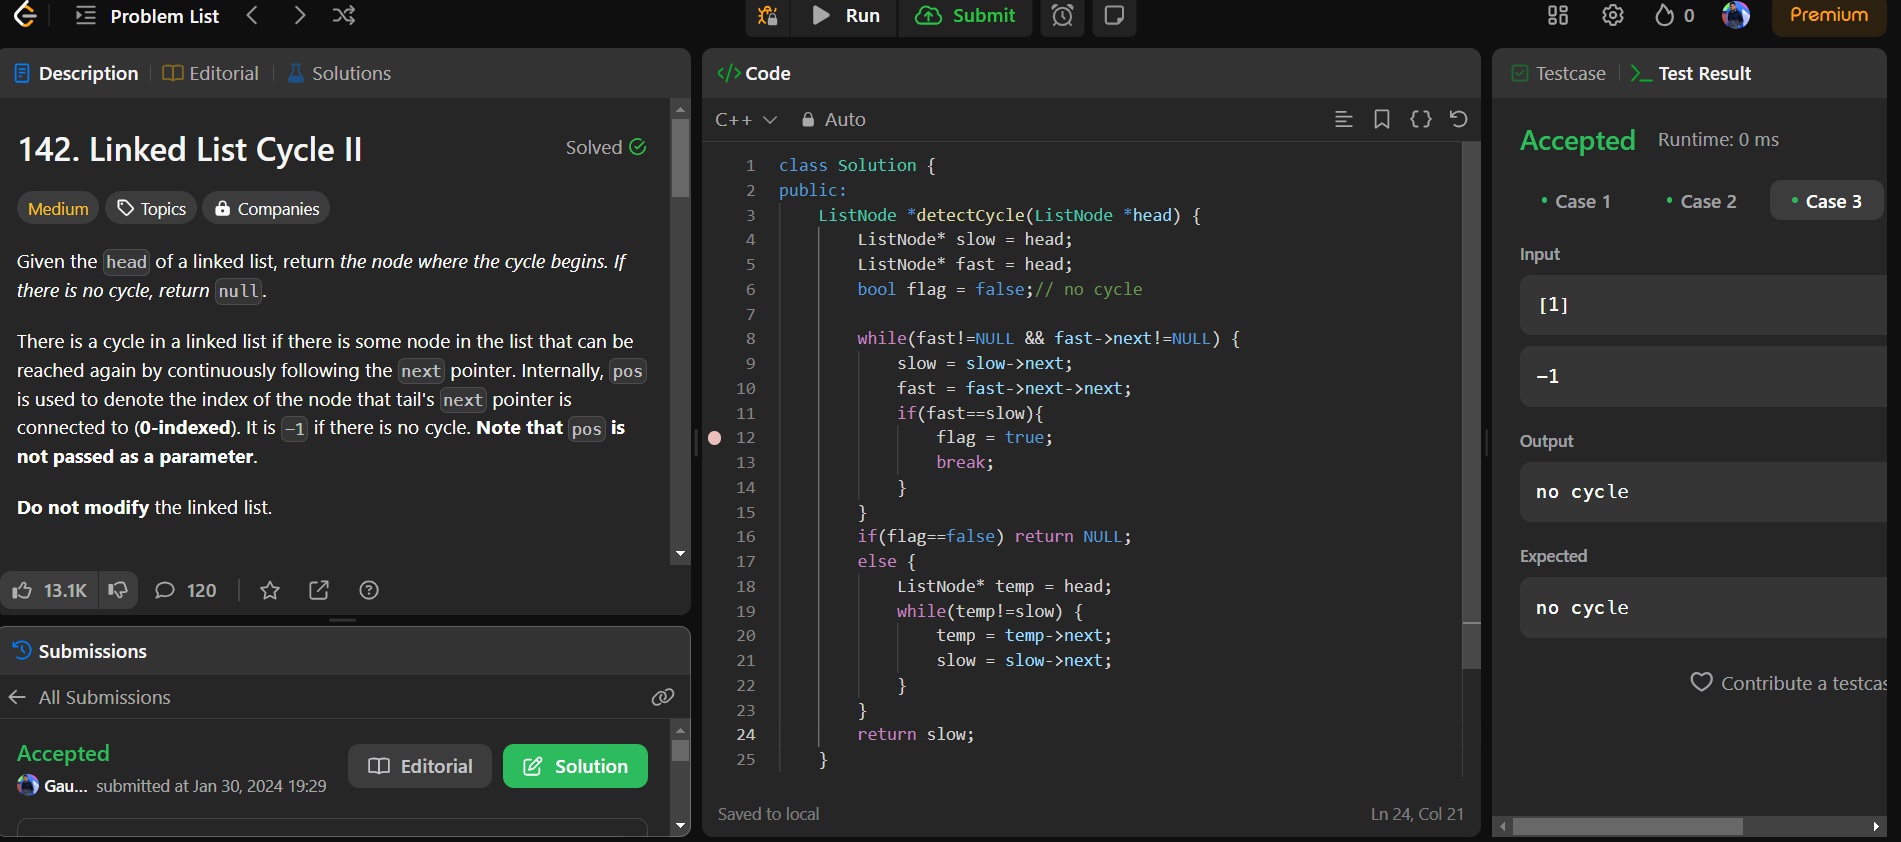 Problem List
Run
Submit
0
Premium
Description
Editorial
Solutions
142. Linked List Cycle II
Solved
Medium
Topics
Companies
Given the head of a linked list, return the node where the cycle begins. If
there is no cycle, return null.
There is a cycle in a linked list if there is some node in the list that can be
reached again by continuously following the next pointer. Internally, pos
is used to denote the index of the node that tail's next pointer is
connected to (0-indexed). It is -1 if there is no cycle. Note that pos is
not passed as a parameter.
Do not modify the linked list.
13.1K
120
Submissions
All Submissions
Accepted
Gau... submitted at Jan 30, 2024 19:29
Editorial
Solution
</> Code
C++
Auto
1 class Solution {
2 public:
3 ListNode *detectCycle(ListNode *head) {
4 ListNode* slow = head;
5 ListNode* fast = head;
6 bool flag = false;// no cycle
7
8 while(fast!=NULL && fast->next!=NULL) {
9 slow = slow->next;
10 fast = fast->next->next;
11 if(fast==slow){
12 flag = true;
13 break;
14 }
15 }
16 if(flag==false) return NULL;
17 else {
18 ListNode* temp = head;
19 while(temp!=slow) {
20 temp = temp->next;
21 slow = slow->next;
22 }
23 }
24 return slow;
25 }
Saved to local
Ln 24, Col 21
Testcase
Test Result
Accepted
Runtime: 0 ms
• Case 1
• Case 2
• Case 3
Input
[1]
-1
Output
no cycle
Expected
no cycle
Contribute a testcas